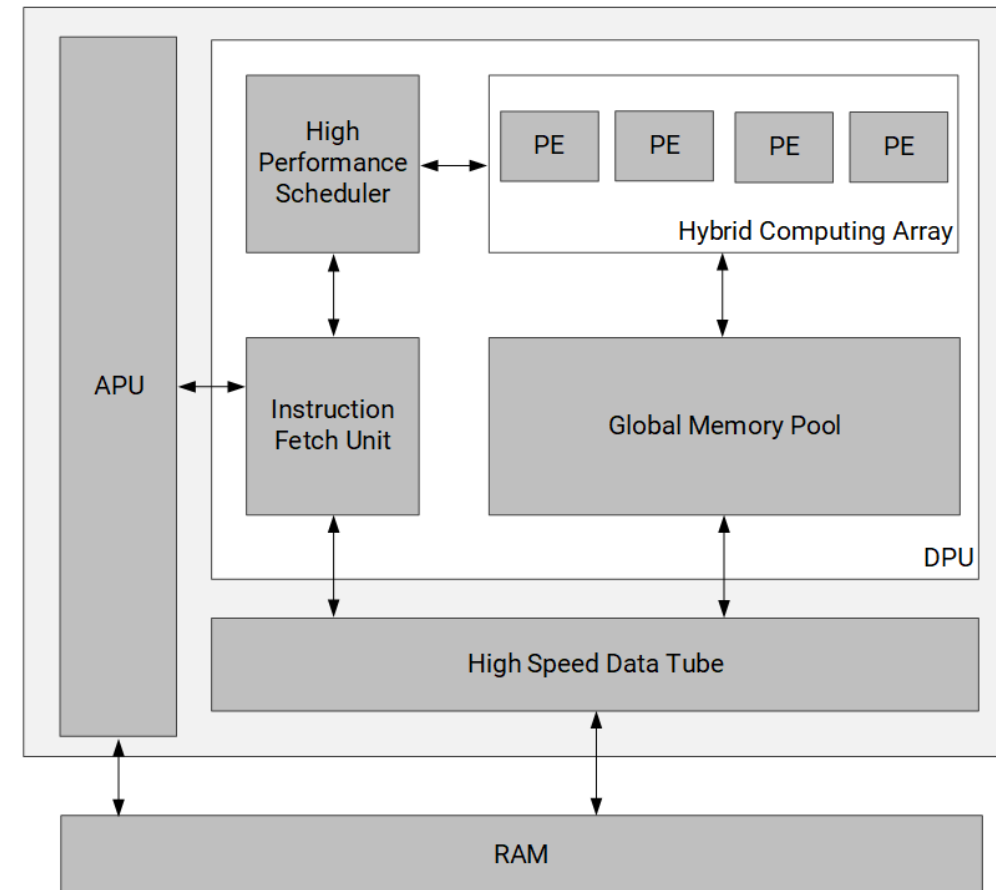 High
Performance
Scheduler
PE
PE
PE
PE
Hybrid Computing Array
APU
Instruction
Fetch Unit
Global Memory Pool
DPU
High Speed Data Tube
RAM